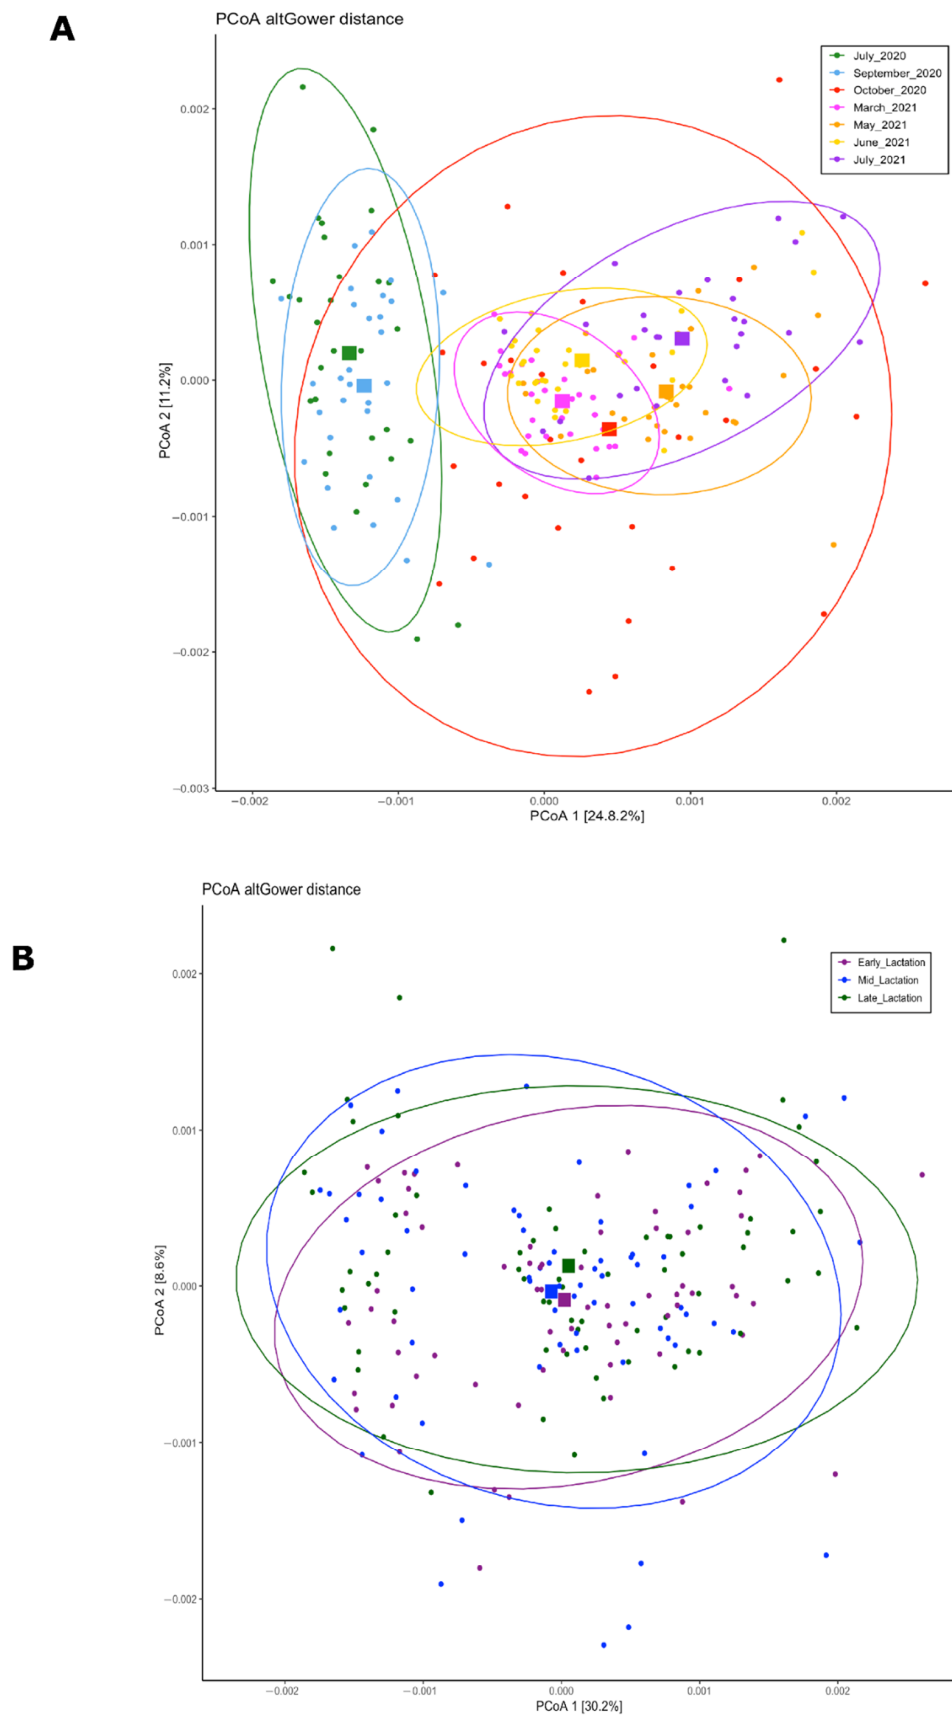 A
PCoA altGower distance
July_2020
September_2020
October_2020
March_2021
May_2021
June_2021
July_2021
0.002
0.001
0.000
−0.001
−0.002
−0.003
PCoA 2 [11.2%]
−0.002
−0.001
0.000
0.001
0.002
PCoA 1 [24.8.2%]
B
PCoA altGower distance
Early_Lactation
Mid_Lactation
Late_Lactation
0.002
0.001
0.000
−0.001
−0.002
PCoA 2 [8.6%]
−0.002
−0.001
0.000
0.001
0.002
PCoA 1 [30.2%]